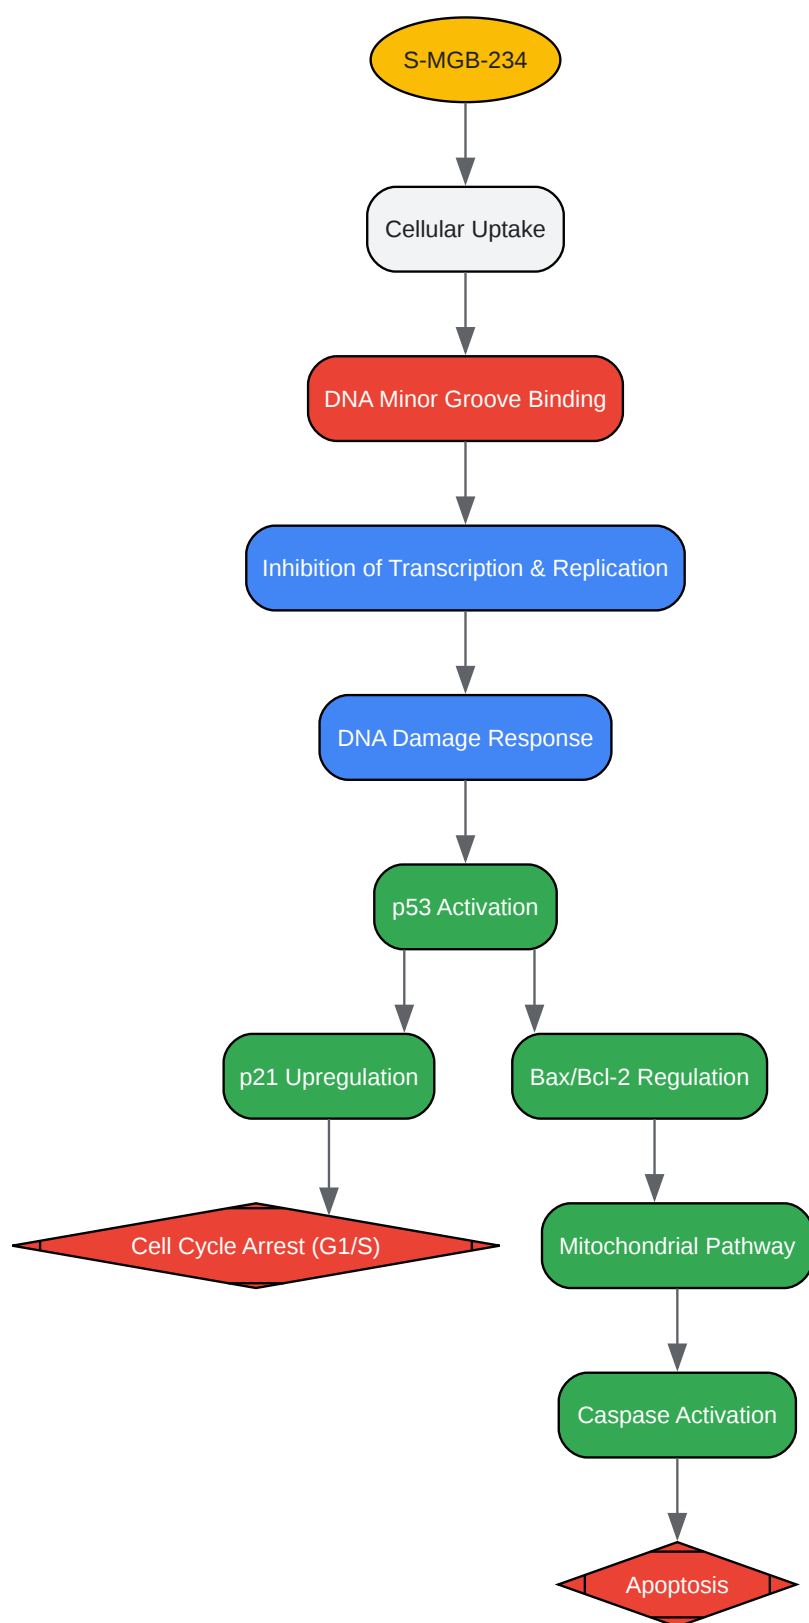 S-MGB-234
Cellular Uptake
DNA Minor Groove Binding
Inhibition of Transcription & Replication
DNA Damage Response
p53 Activation
p21 Upregulation
Bax/Bcl-2 Regulation
Cell Cycle Arrest (G1/S)
Mitochondrial Pathway
Caspase Activation
Apoptosis